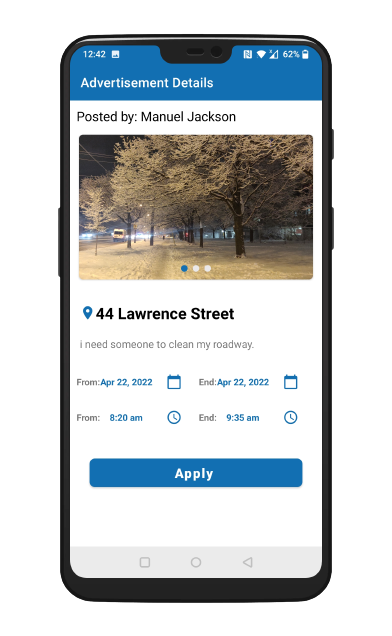 12:42 62%
Advertisement Details
Posted by: Manuel Jackson
44 Lawrence Street
i need someone to clean my roadway.
From:Apr 22, 2022 End:Apr 22, 2022
From: 8:20 am End: 9:35 am
Apply